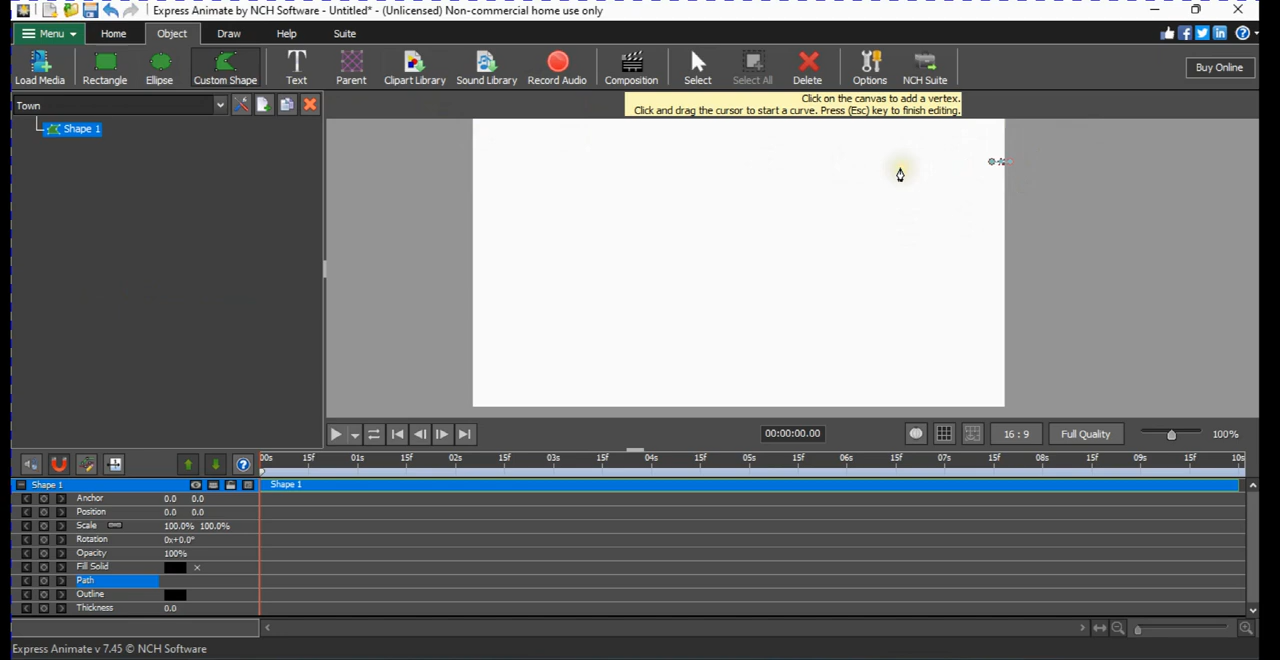 Express Animate by NCH Software - Untitled* - (Unlicensed) Non-commercial home use only
Menu Home Object Draw Help Suite
Load Media Rectangle Ellipse Custom Shape Text Parent Clipart Library Sound Library Record Audio Composition Select Select All Delete Options NCH Suite Buy Online
Town
Click on the canvas to add a vertex.
Click and drag the cursor to start a curve. Press (Esc) key to finish editing.
Shape 1
00:00:00.00 16 : 9 Full Quality 100%
00s 15f 01s 15f 02s 15f 03s 15f 04s 15f 05s 15f 06s 15f 07s 15f 08s 15f 09s 15f 10s
Shape 1 Shape 1
Anchor 0.0 0.0
Position 0.0 0.0
Scale 100.0% 100.0%
Rotation 0x+0.0°
Opacity 100%
Fill Solid
Path
Outline
Thickness 0.0
Express Animate v 7.45 © NCH Software